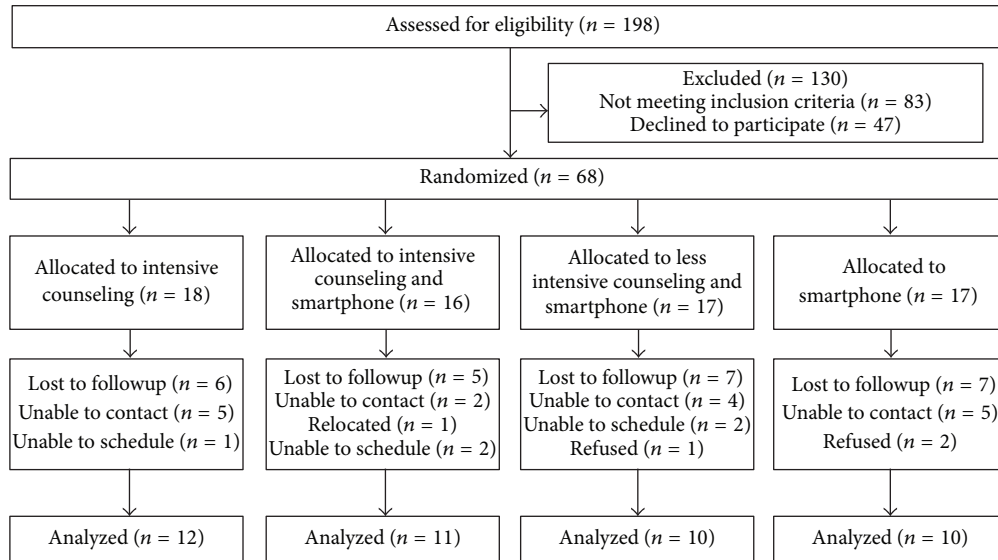 Assessed for eligibility (n = 198)
Excluded (n = 130)
Not meeting inclusion criteria (n = 83)
Declined to participate (n = 47)
Randomized (n = 68)
Allocated to intensive
counseling (n = 18)
Allocated to intensive
counseling and
smartphone (n = 16)
Allocated to less
intensive counseling and
smartphone (n = 17)
Allocated to
smartphone (n = 17)
Lost to followup (n = 6)
Unable to contact (n = 5)
Unable to schedule (n = 1)
Lost to followup (n = 5)
Unable to contact (n = 2)
Relocated (n = 1)
Unable to schedule (n = 2)
Lost to followup (n = 7)
Unable to contact (n = 4)
Unable to schedule (n = 2)
Refused (n = 1)
Lost to followup (n = 7)
Unable to contact (n = 5)
Refused (n = 2)
Analyzed (n = 12)
Analyzed (n = 11)
Analyzed (n = 10)
Analyzed (n = 10)